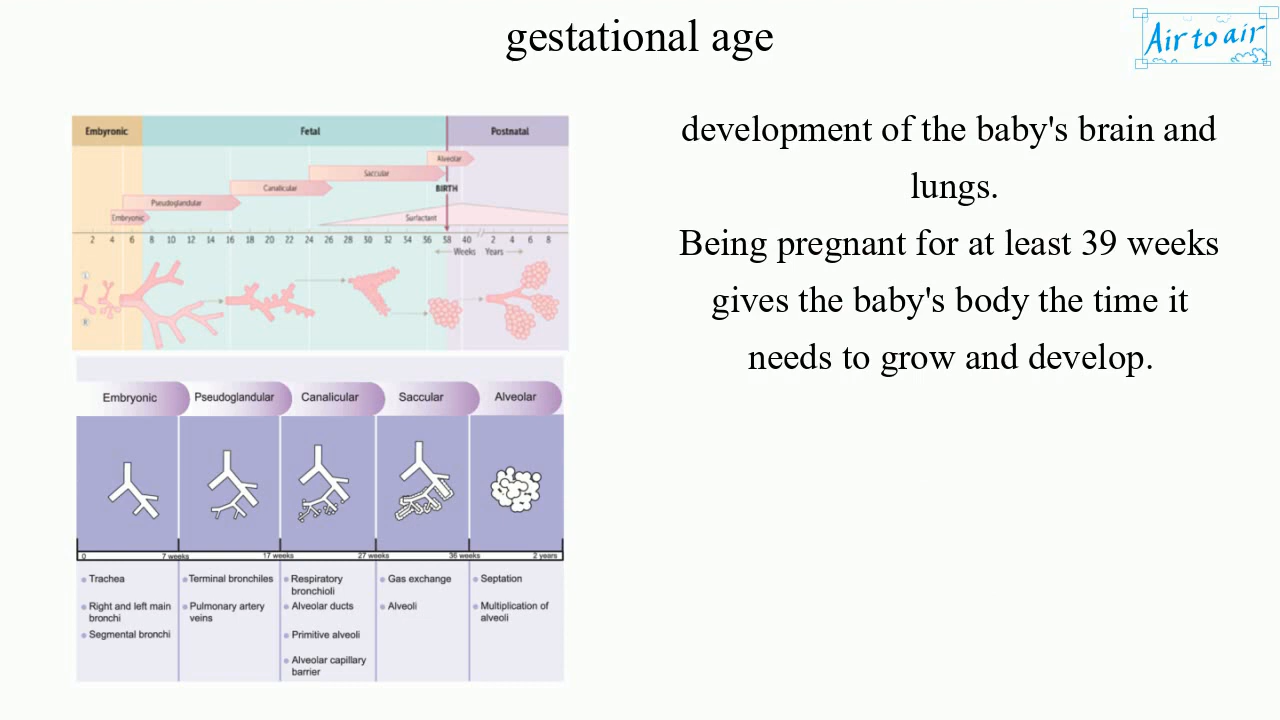 gestational age
Air to air
Embyronic Fetal Postnatal
Alveolar
Saccular
Canalicular
BIRTH
Pseudoglandular
Embryonic
Surfactant
2 4 6 8 10 12 14 16 18 20 22 24 26 28 30 32 34 36 38 40 2 4 6 8
Weeks Years
L
R
Embryonic Pseudoglandular Canalicular Saccular Alveolar
0 7 weeks 17 weeks 27 weeks 36 weeks 2 years
Trachea
Right and left main
bronchi
Segmental bronchi
Terminal bronchiles
Pulmonary artery
veins
Respiratory
bronchioli
Alveolar ducts
Primitive alveoli
Alveolar capillary
barrier
Gas exchange
Alveoli
Septation
Multiplication of
alveoli
development of the baby's brain and
lungs.
Being pregnant for at least 39 weeks
gives the baby's body the time it
needs to grow and develop.